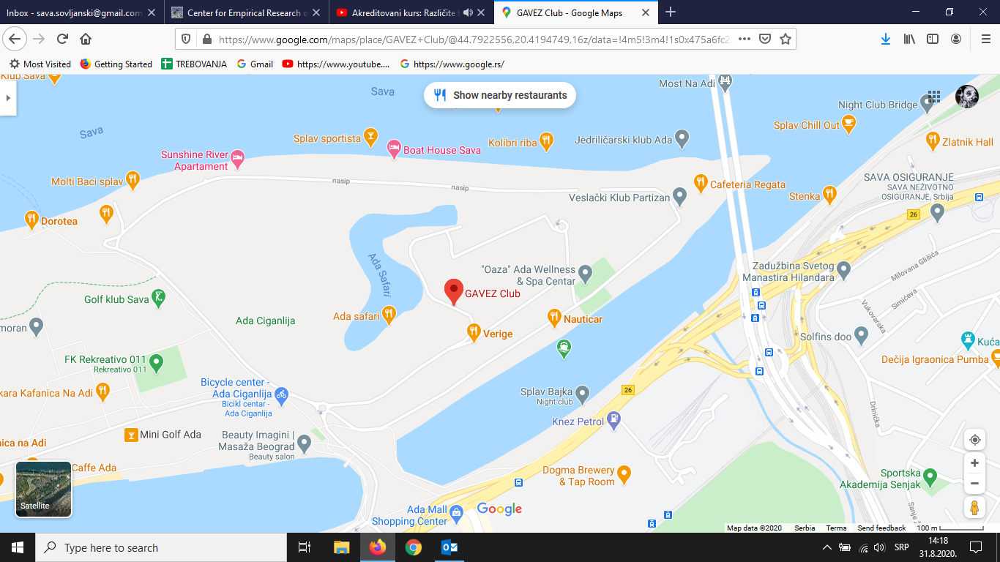 Inbox - sava.sovljanski@gmail.com
Center for Empirical Research o
Akreditovani kurs: Različite t
GAVEZ Club - Google Maps
https://www.google.com/maps/place/GAVEZ+Club/@44.7922556,20.4194749,16z/data=!4m5!3m4!1s0x475a6fc2
Most Visited
Getting Started
TREBOVANJA
Gmail
https://www.youtube....
https://www.google.rs/
Klub Sava
Sava
Show nearby restaurants
Most Na Adi
Night Club Bridge
Splav Chill Out
Sava
Splav sportista
Kolibri riba
Jedriličarski klub Ada
Zlatnik Hall
Boat House Sava
Sunshine River
Apartament
Molti Baci splav
nasip
nasip
Cafeteria Regata
SAVA OSIGURANJE
SAVA NEŽIVOTNO
OSIGURANJE, Srbija
Veslački Klub Partizan
Stenka
26
Dorotea
Ada Safari
"Oaza" Ada Wellness
& Spa Centar
Zadužbina Svetog
Manastira Hilandara
Milovana Glišića
Simićeva
Vukovarska
Golf klub Sava
GAVEZ Club
Ada Ciganlija
Ada safari
Nauticar
Verige
moran
Solfins doo
Kuća
Dečija Igraonica Pumba
FK Rekreativo 011
Rekreativo 011
kara Kafanica Na Adi
Bicycle center -
Ada Ciganlija
Bicikl centar -
Ada Ciganlija
Splav Bajka
Night club
26
Drinička
Knez Petrol
Mini Golf Ada
nica na Adi
Beauty Imagini |
Masaža Beograd
Beauty salon
Caffe Ada
Dogma Brewery
& Tap Room
Sportska
Akademija Senjak
Sanje
Satellite
Ada Mall
Shopping Center
Google
Map data ©2020
Serbia
Terms
Send feedback
100 m
Type here to search
SRP
14:18
31.8.2020.